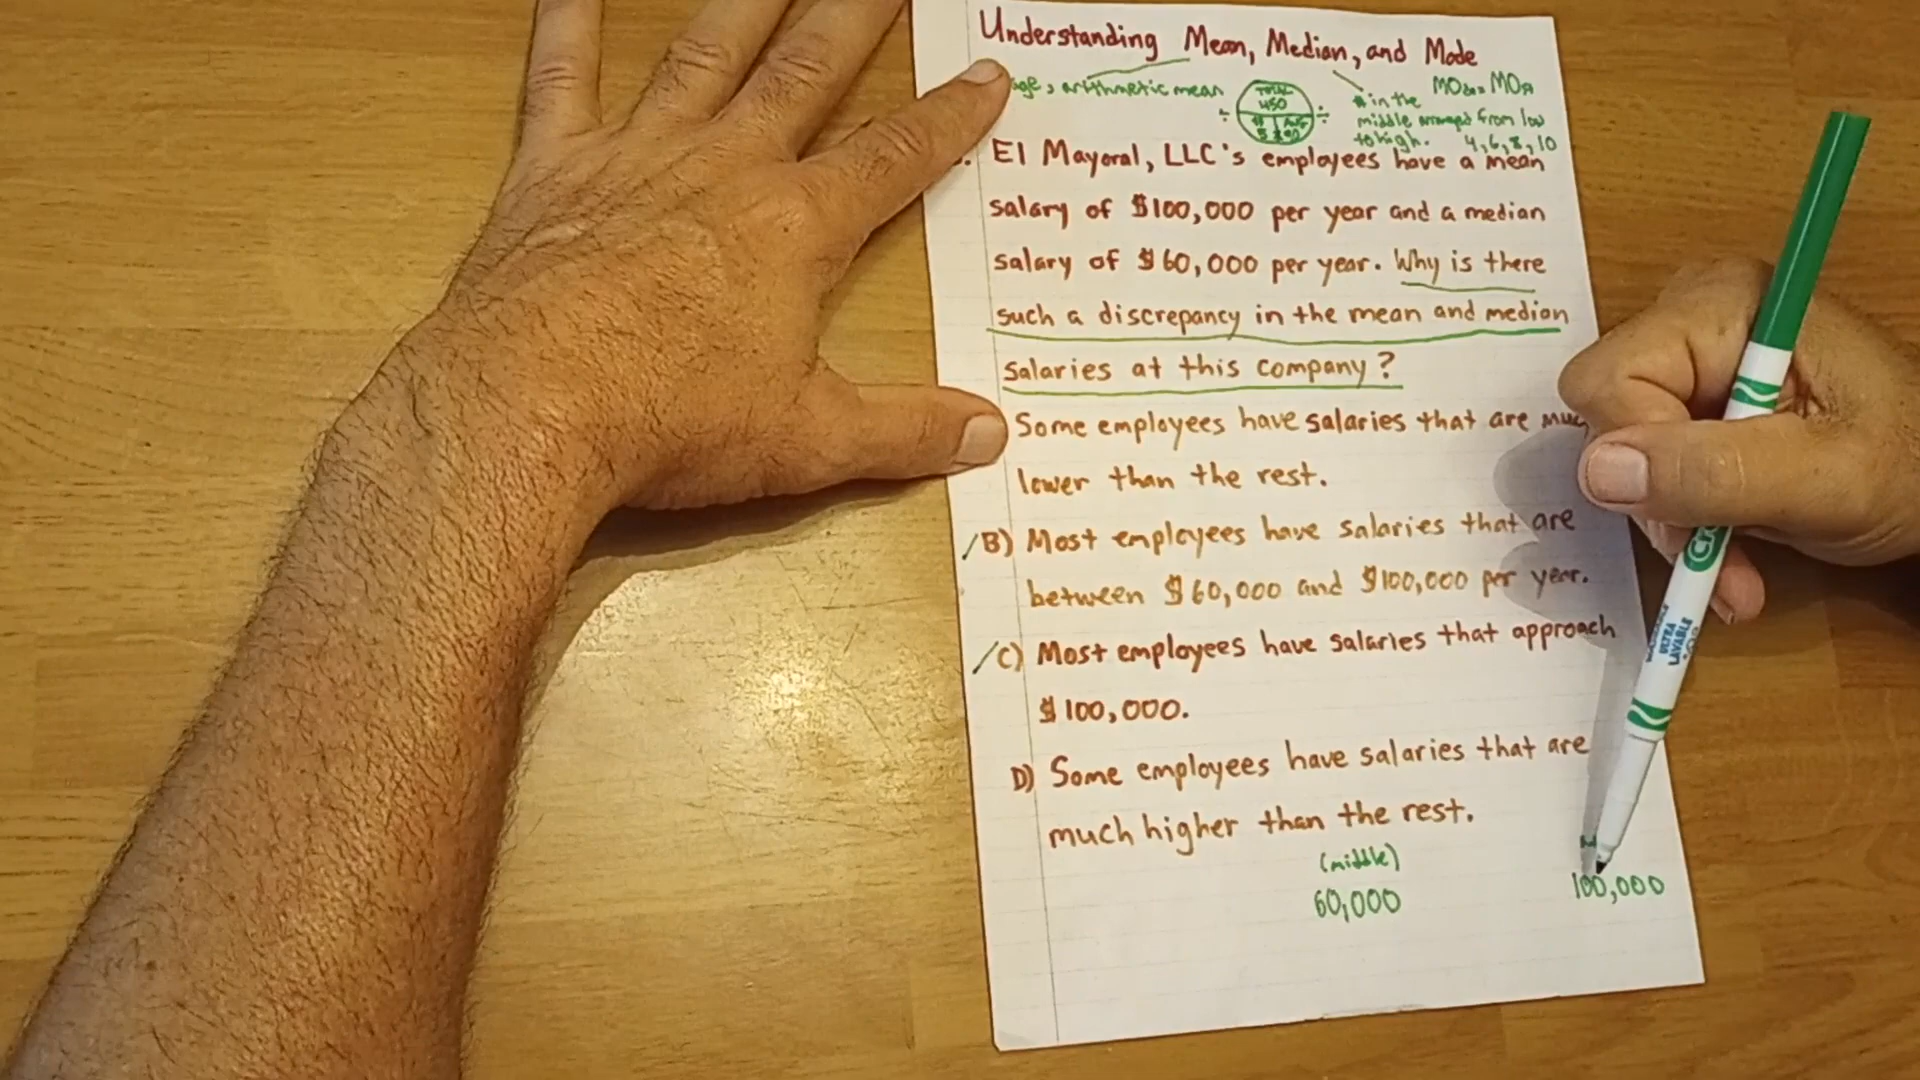 Understanding Mean, Median, and Mode
age, arithmetic mean
TOTAL
450
÷ ÷
# in the
middle arranged from low
to high. 4, 6, 8, 10
El Mayoral, LLC's employees have a mean
salary of $100,000 per year and a median
salary of $60,000 per year. Why is there
such a discrepancy in the mean and median
salaries at this company?
Some employees have salaries that are
lower than the rest.
B) Most employees have salaries that are
between $60,000 and $100,000 per year.
C) Most employees have salaries that approach
$100,000.
D) Some employees have salaries that are
much higher than the rest.
(middle)
60,000 100,000